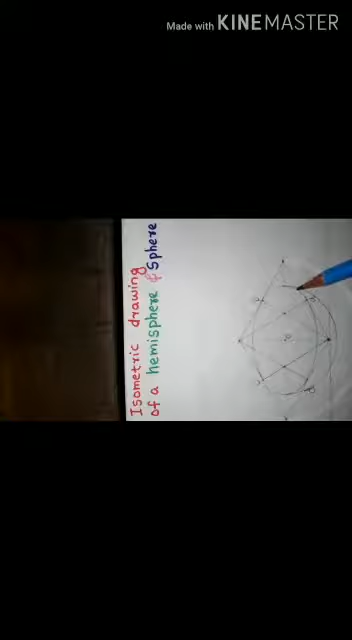 Made with KINEMASTER
Isometric drawing
of a hemisphere & Sphere